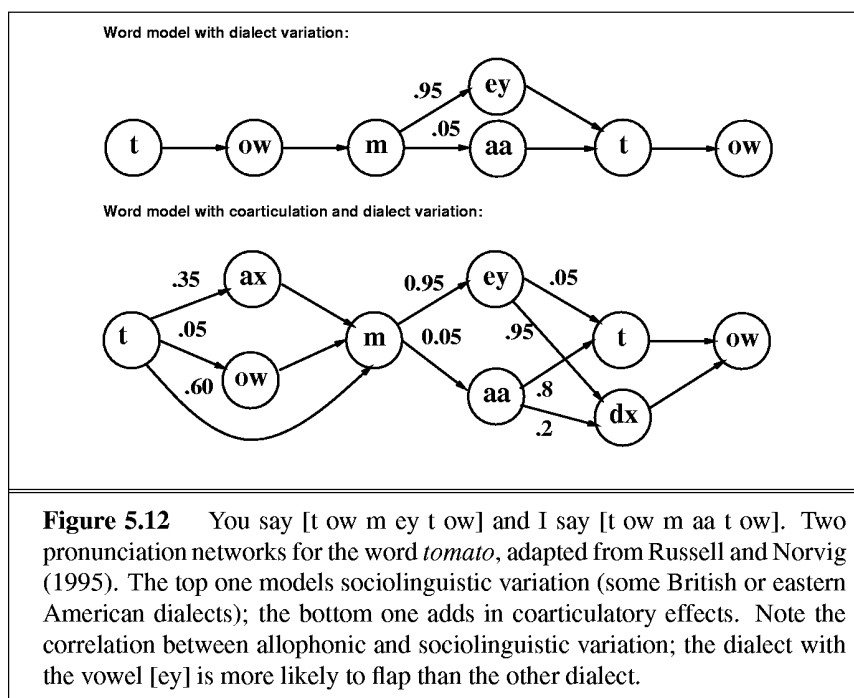 Word model with dialect variation:
ey
.95
.05
t ow m aa t ow
Word model with coarticulation and dialect variation:
ax ey
.35 0.95 .05
.05
t m 0.05 .95 t ow
.60 ow
aa .8
.2 dx
Figure 5.12 You say [t ow m ey t ow] and I say [t ow m aa t ow]. Two
pronunciation networks for the word tomato, adapted from Russell and Norvig
(1995). The top one models sociolinguistic variation (some British or eastern
American dialects); the bottom one adds in coarticulatory effects. Note the
correlation between allophonic and sociolinguistic variation; the dialect with
the vowel [ey] is more likely to flap than the other dialect.